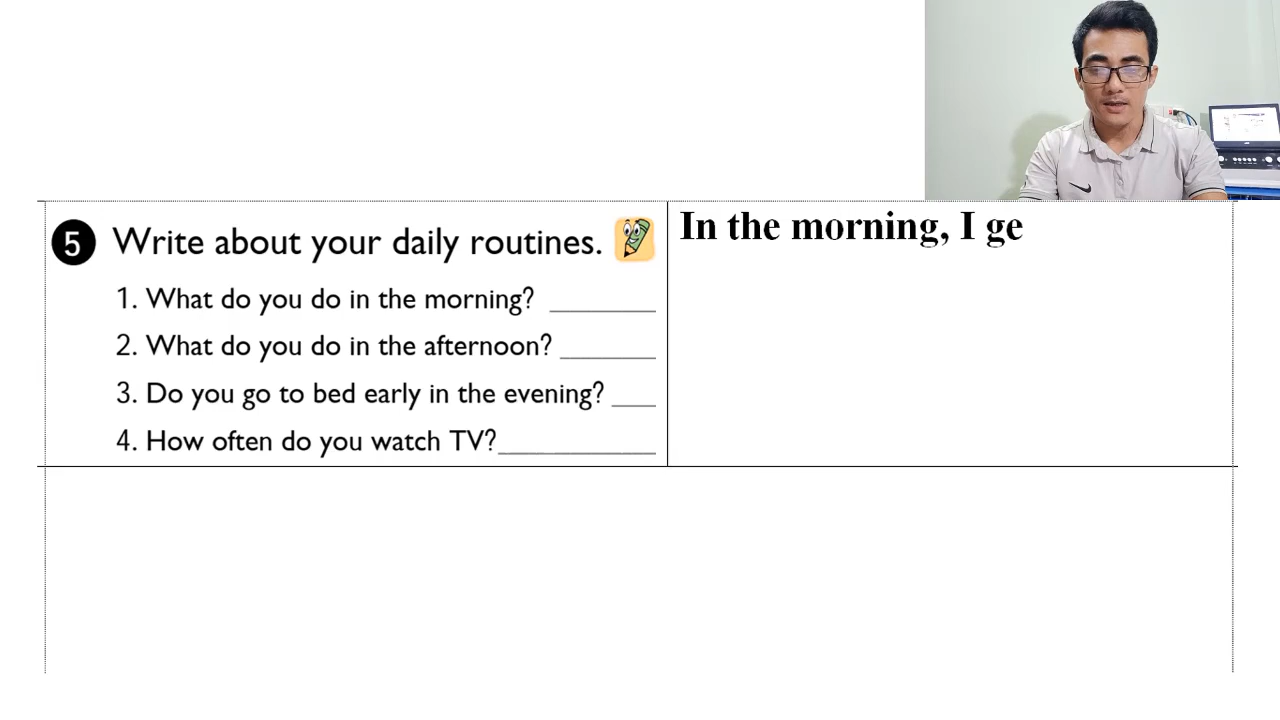 5 Write about your daily routines.
1. What do you do in the morning? ________
2. What do you do in the afternoon? ________
3. Do you go to bed early in the evening? ____
4. How often do you watch TV?____________
In the morning, I ge